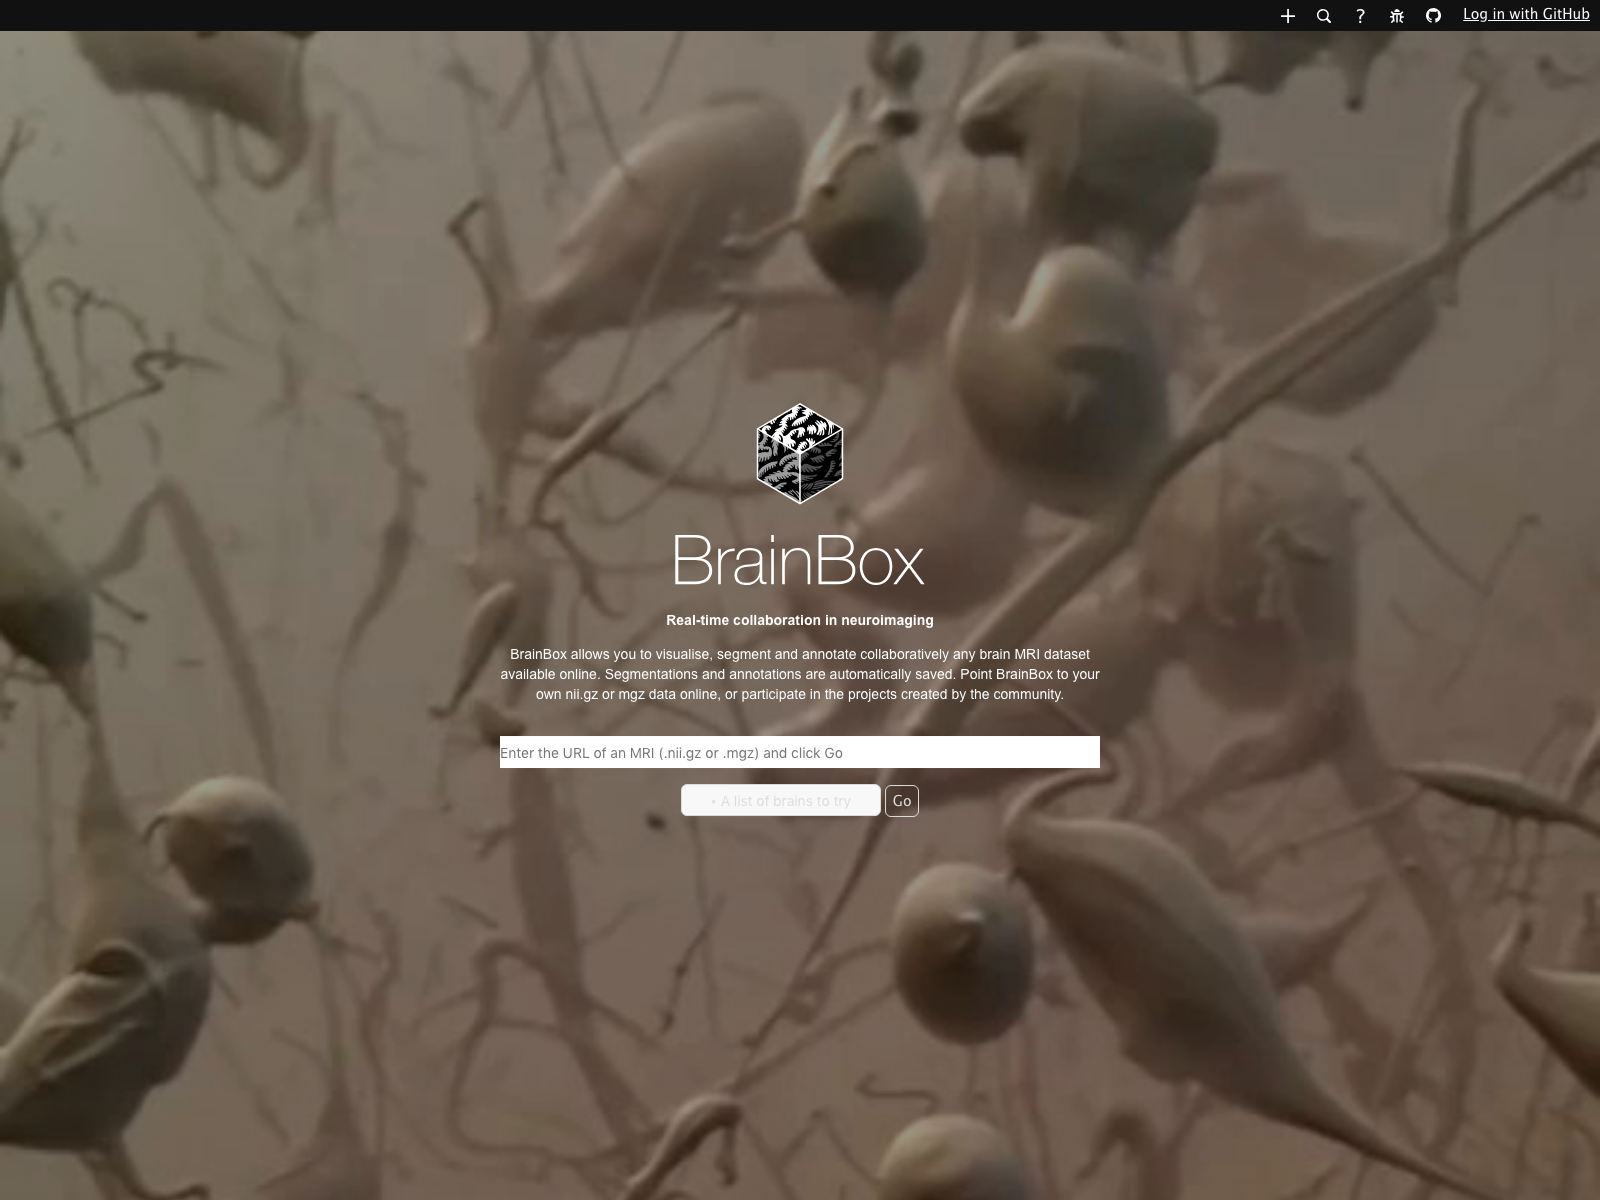 Log in with GitHub
BrainBox
Real-time collaboration in neuroimaging
BrainBox allows you to visualise, segment and annotate collaboratively any brain MRI dataset
available online. Segmentations and annotations are automatically saved. Point BrainBox to your
own nii.gz or mgz data online, or participate in the projects created by the community.
Enter the URL of an MRI (.nii.gz or .mgz) and click Go
• A list of brains to try
Go